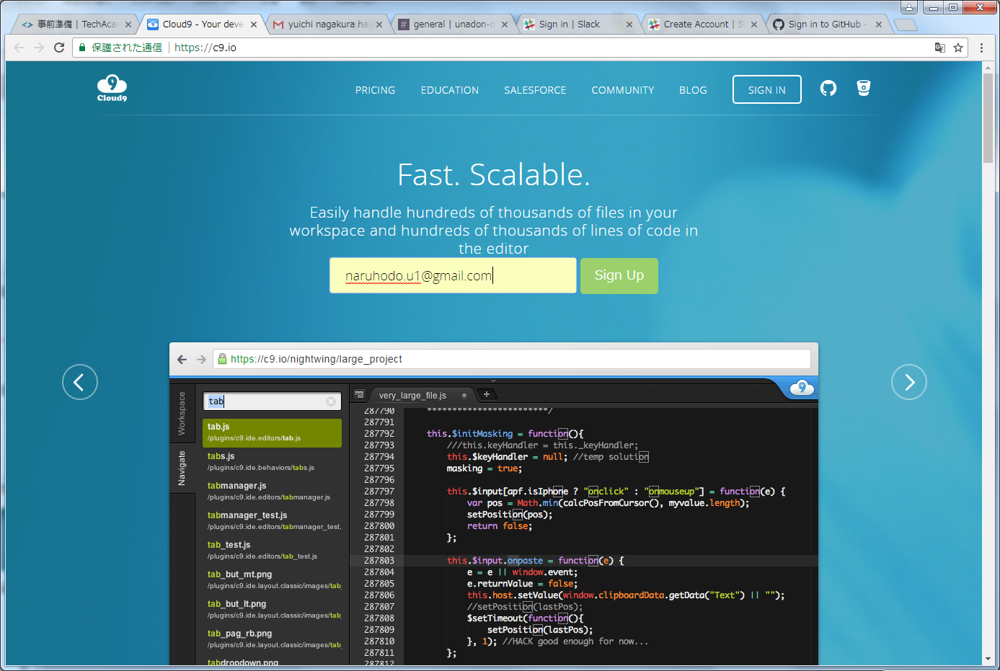 事前準備 | TechAca
Cloud9 - Your deve
yuichi nagakura ha
general | unadon-n
Sign in | Slack
Create Account | S
Sign in to GitHub ·
保護された通信 | https://c9.io
Cloud9
PRICING
EDUCATION
SALESFORCE
COMMUNITY
BLOG
SIGN IN
Fast. Scalable.
Easily handle hundreds of thousands of files in your
workspace and hundreds of thousands of lines of code in
the editor
naruhodo.u1@gmail.com
Sign Up
https://c9.io/nightwing/large_project
Workspace
Navigate
tab
tab.js
/plugins/c9.ide.editors/tab.js
tabs.js
/plugins/c9.ide.behaviors/tabs.js
tabmanager.js
/plugins/c9.ide.editors/tabmanager.js
tabmanager_test.js
/plugins/c9.ide.editors/tabmanager_test.
tab_test.js
/plugins/c9.ide.editors/tab_test.js
tab_but_mt.png
/plugins/c9.ide.layout.classic/images/tab_
tab_but_lt.png
/plugins/c9.ide.layout.classic/images/tab_
tab_pag_rb.png
/plugins/c9.ide.layout.classic/images/tab_
tabdropdown.png
very_large_file.js
287790 ************************/
287791
287792 this.$initMasking = function(){
287793 ///this.keyHandler = this._keyHandler;
287794 this.$keyHandler = null; //temp solution
287795 masking = true;
287796
287797 this.$input[apf.isIphone ? "onclick" : "onmouseup"] = function(e) {
287798 var pos = Math.min(calcPosFromCursor(), myvalue.length);
287799 setPosition(pos);
287800 return false;
287801 };
287802
287803 this.$input.onpaste = function(e) {
287804 e = e || window.event;
287805 e.returnValue = false;
287806 this.host.setValue(window.clipboardData.getData("Text") || "");
287807 //setPosition(lastPos);
287808 $setTimeout(function(){
287809 setPosition(lastPos);
287810 }, 1); //HACK good enough for now...
287811 };
287812